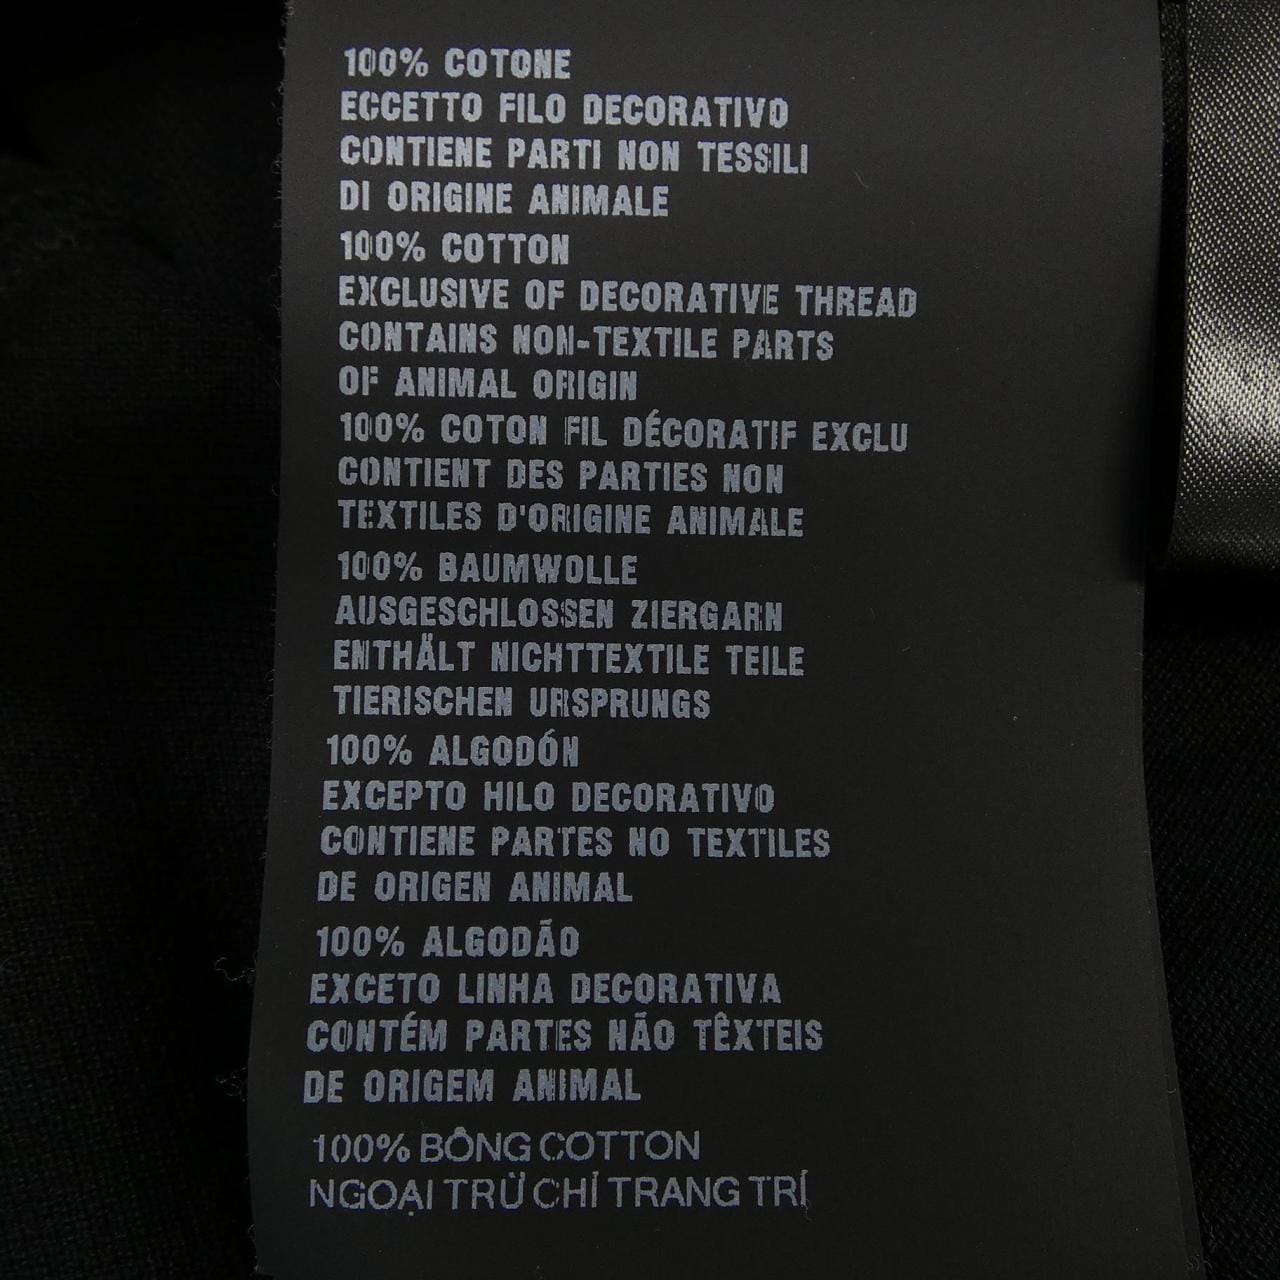 100% COTONE
ECCETTO FILO DECORATIVO
CONTIENE PARTI NON TESSILI
DI ORIGINE ANIMALE
100% COTTON
EXCLUSIVE OF DECORATIVE THREAD
CONTAINS NON-TEXTILE PARTS
OF ANIMAL ORIGIN
100% COTON FIL DÉCORATIF EXCLU
CONTIENT DES PARTIES NON
TEXTILES D'ORIGINE ANIMALE
100% BAUMWOLLE
AUSGESCHLOSSEN ZIERGARN
ENTHÄLT NICHTTEXTILE TEILE
TIERISCHEN URSPRUNGS
100% ALGODÓN
EXCEPTO HILO DECORATIVO
CONTIENE PARTES NO TEXTILES
DE ORIGEN ANIMAL
100% ALGODÃO
EXCETO LINHA DECORATIVA
CONTÉM PARTES NÃO TÊXTEIS
DE ORIGEM ANIMAL
100% BÔNG COTTON
NGOẠI TRỪ CHỈ TRANG TRÍ